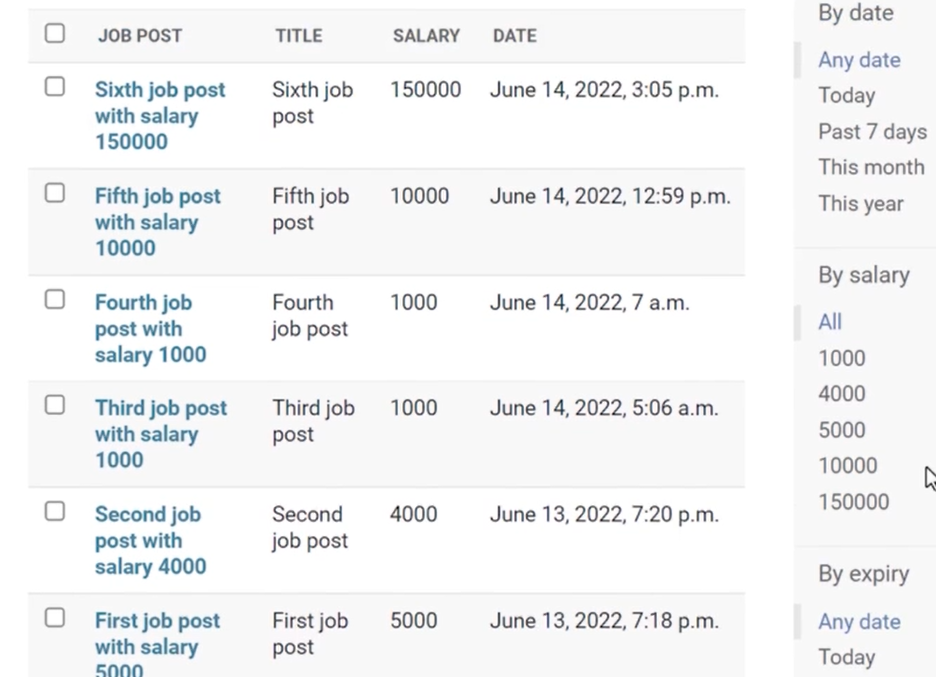 JOB POST TITLE SALARY DATE
Sixth job post with salary 150000 Sixth job post 150000 June 14, 2022, 3:05 p.m.
Fifth job post with salary 10000 Fifth job post 10000 June 14, 2022, 12:59 p.m.
Fourth job post with salary 1000 Fourth job post 1000 June 14, 2022, 7 a.m.
Third job post with salary 1000 Third job post 1000 June 14, 2022, 5:06 a.m.
Second job post with salary 4000 Second job post 4000 June 13, 2022, 7:20 p.m.
First job post with salary 5000 First job post 5000 June 13, 2022, 7:18 p.m.
By date
Any date
Today
Past 7 days
This month
This year
By salary
All
1000
4000
5000
10000
150000
By expiry
Any date
Today